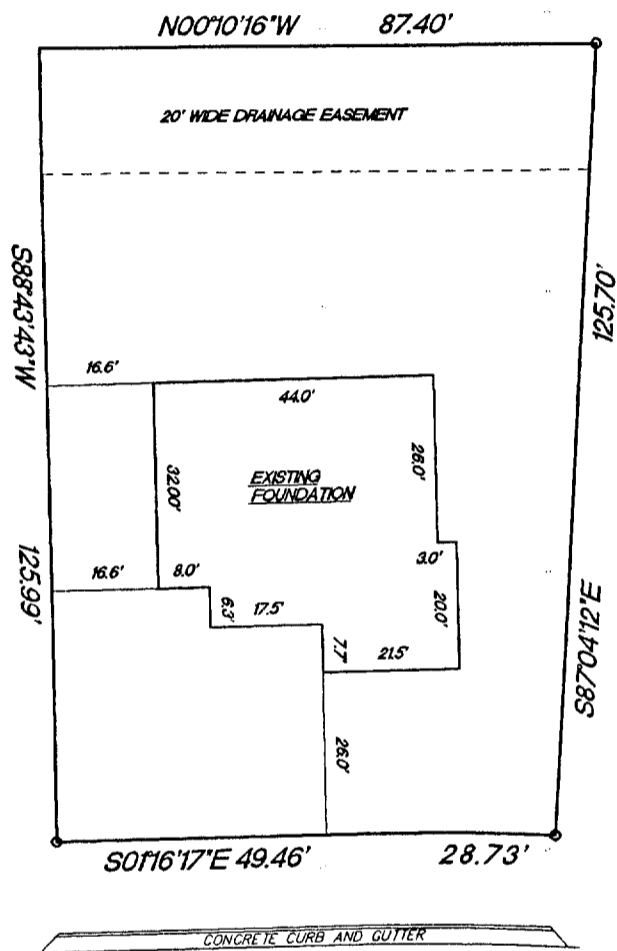 N00°10'16"W 87.40'
20' WIDE DRAINAGE EASEMENT
S88°43'43"W
125.99'
125.70'
S87°04'12"E
16.6'
44.0'
32.00'
EXISTING
FOUNDATION
26.0'
3.0'
20.0'
16.6'
8.0'
6.3'
17.5'
7.7'
21.5'
26.0'
S01°16'17"E 49.46' 28.73'
CONCRETE CURB AND GUTTER